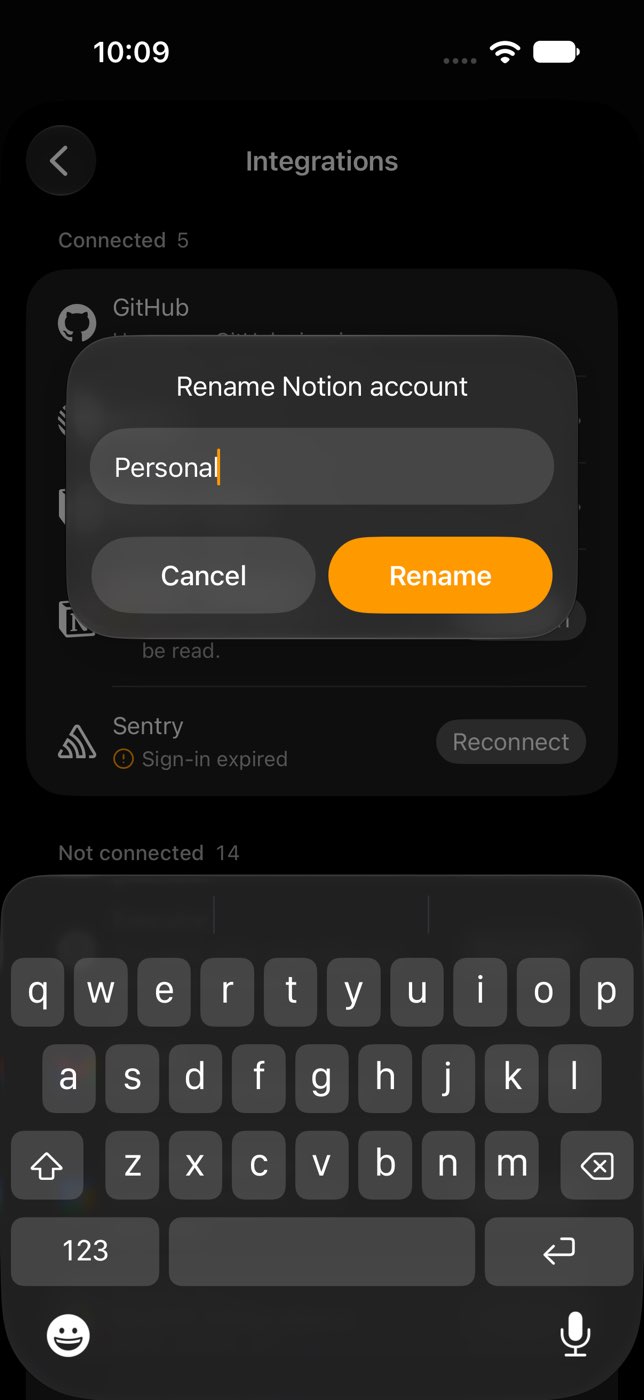 10:09
Integrations
Connected 5
GitHub
Rename Notion account
Personal
Cancel
Rename
be read.
Sentry
Sign-in expired
Reconnect
Not connected 14
q w e r t y u i o p
a s d f g h j k l
z x c v b n m
123